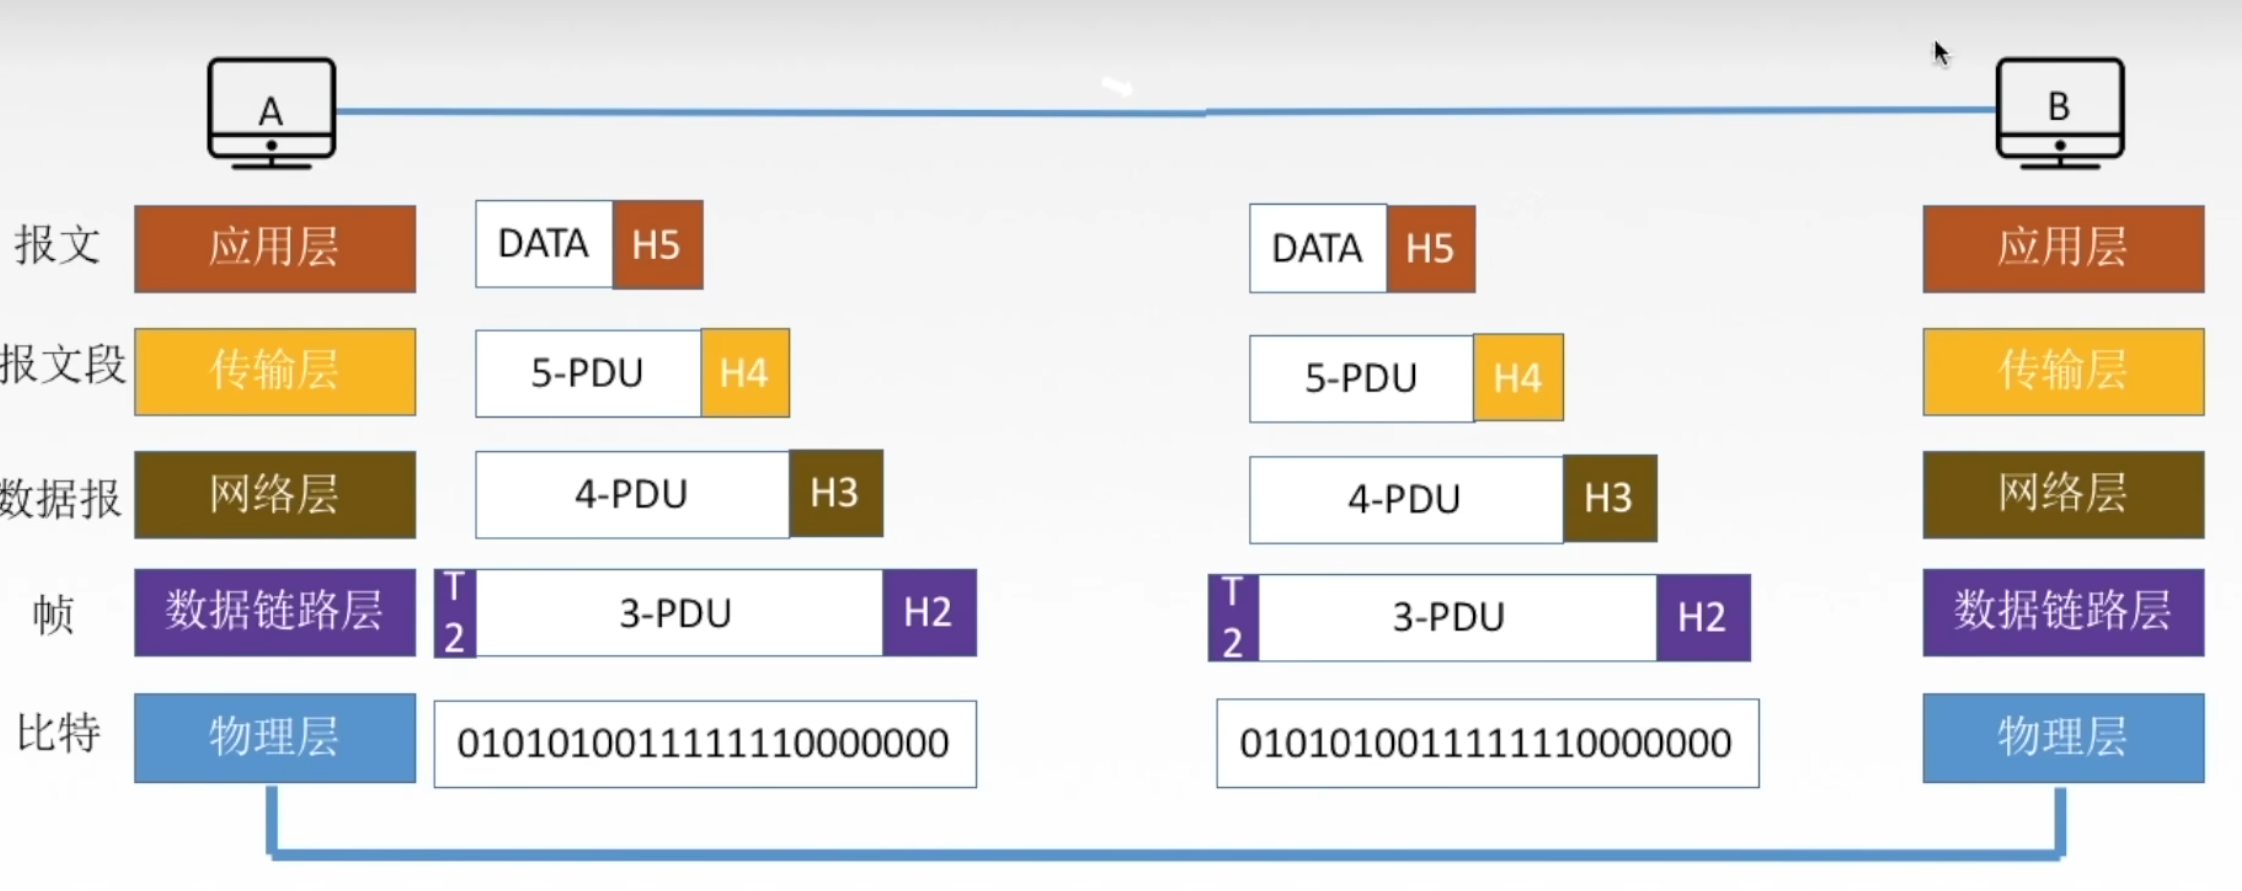 A
B
报文
应用层
DATA
H5
DATA
H5
应用层
报文段
传输层
5-PDU
H4
5-PDU
H4
传输层
数据报
网络层
4-PDU
H3
4-PDU
H3
网络层
帧
数据链路层
T
2
3-PDU
H2
T
2
3-PDU
H2
数据链路层
比特
物理层
0101010011111110000000
0101010011111110000000
物理层